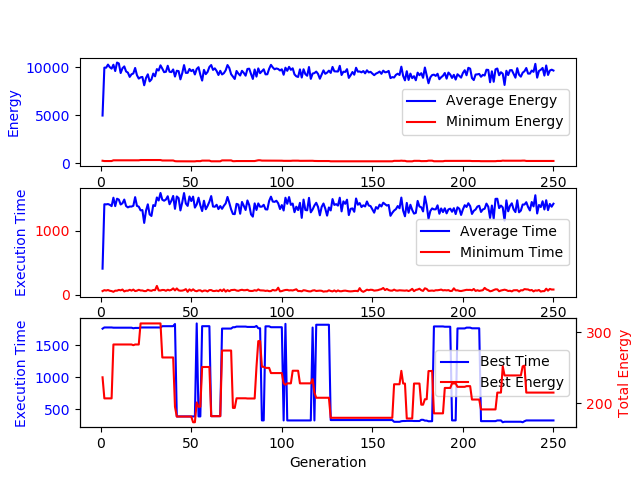 10000
5000
0
Energy
Average Energy
Minimum Energy
0 50 100 150 200 250
1000
0
Execution Time
Average Time
Minimum Time
0 50 100 150 200 250
1500
1000
500
Execution Time
Best Time
Best Energy
300
200
Total Energy
0 50 100 150 200 250
Generation